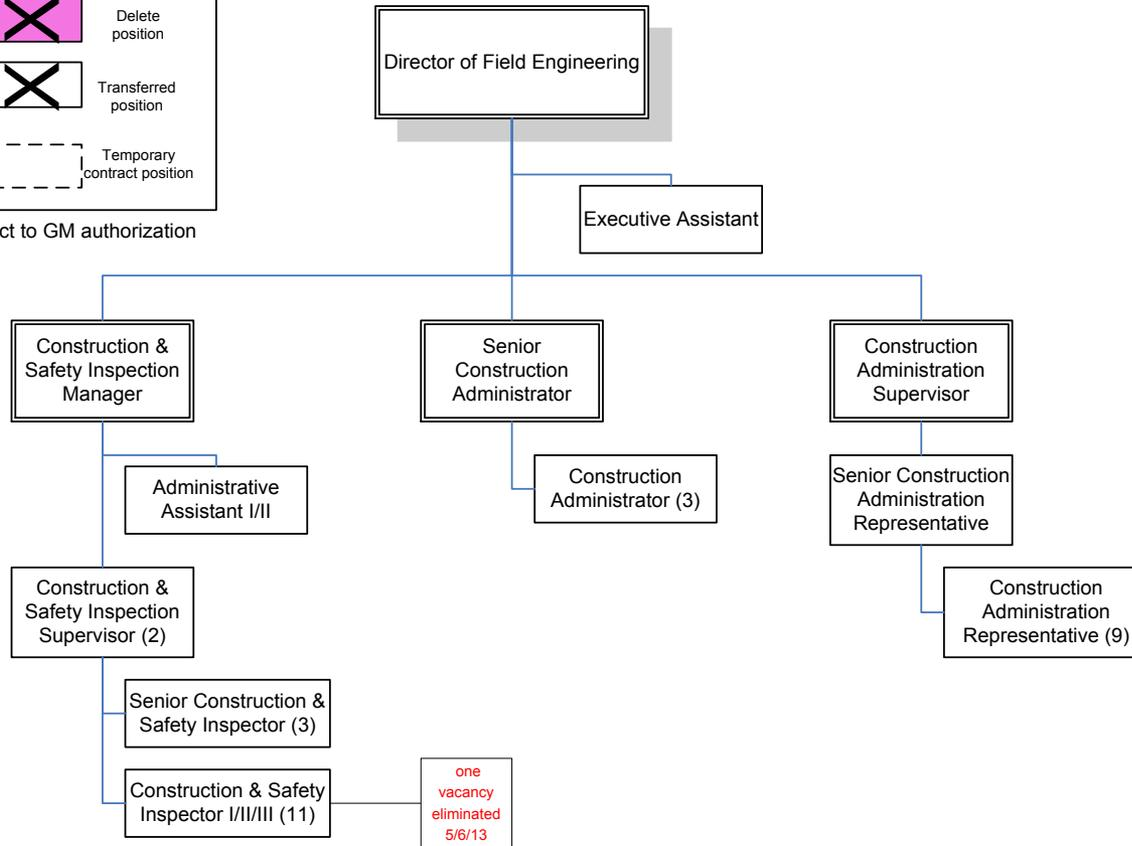 Delete
position
Transferred
position
Temporary
contract position
ct to GM authorization
Director of Field Engineering
Executive Assistant
Construction &
Safety Inspection
Manager
Senior
Construction
Administrator
Construction
Administration
Supervisor
Administrative
Assistant I/II
Construction
Administrator (3)
Senior Construction
Administration
Representative
Construction &
Safety Inspection
Supervisor (2)
Construction
Administration
Representative (9)
Senior Construction &
Safety Inspector (3)
Construction & Safety
Inspector I/II/III (11)
one
vacancy
eliminated
5/6/13